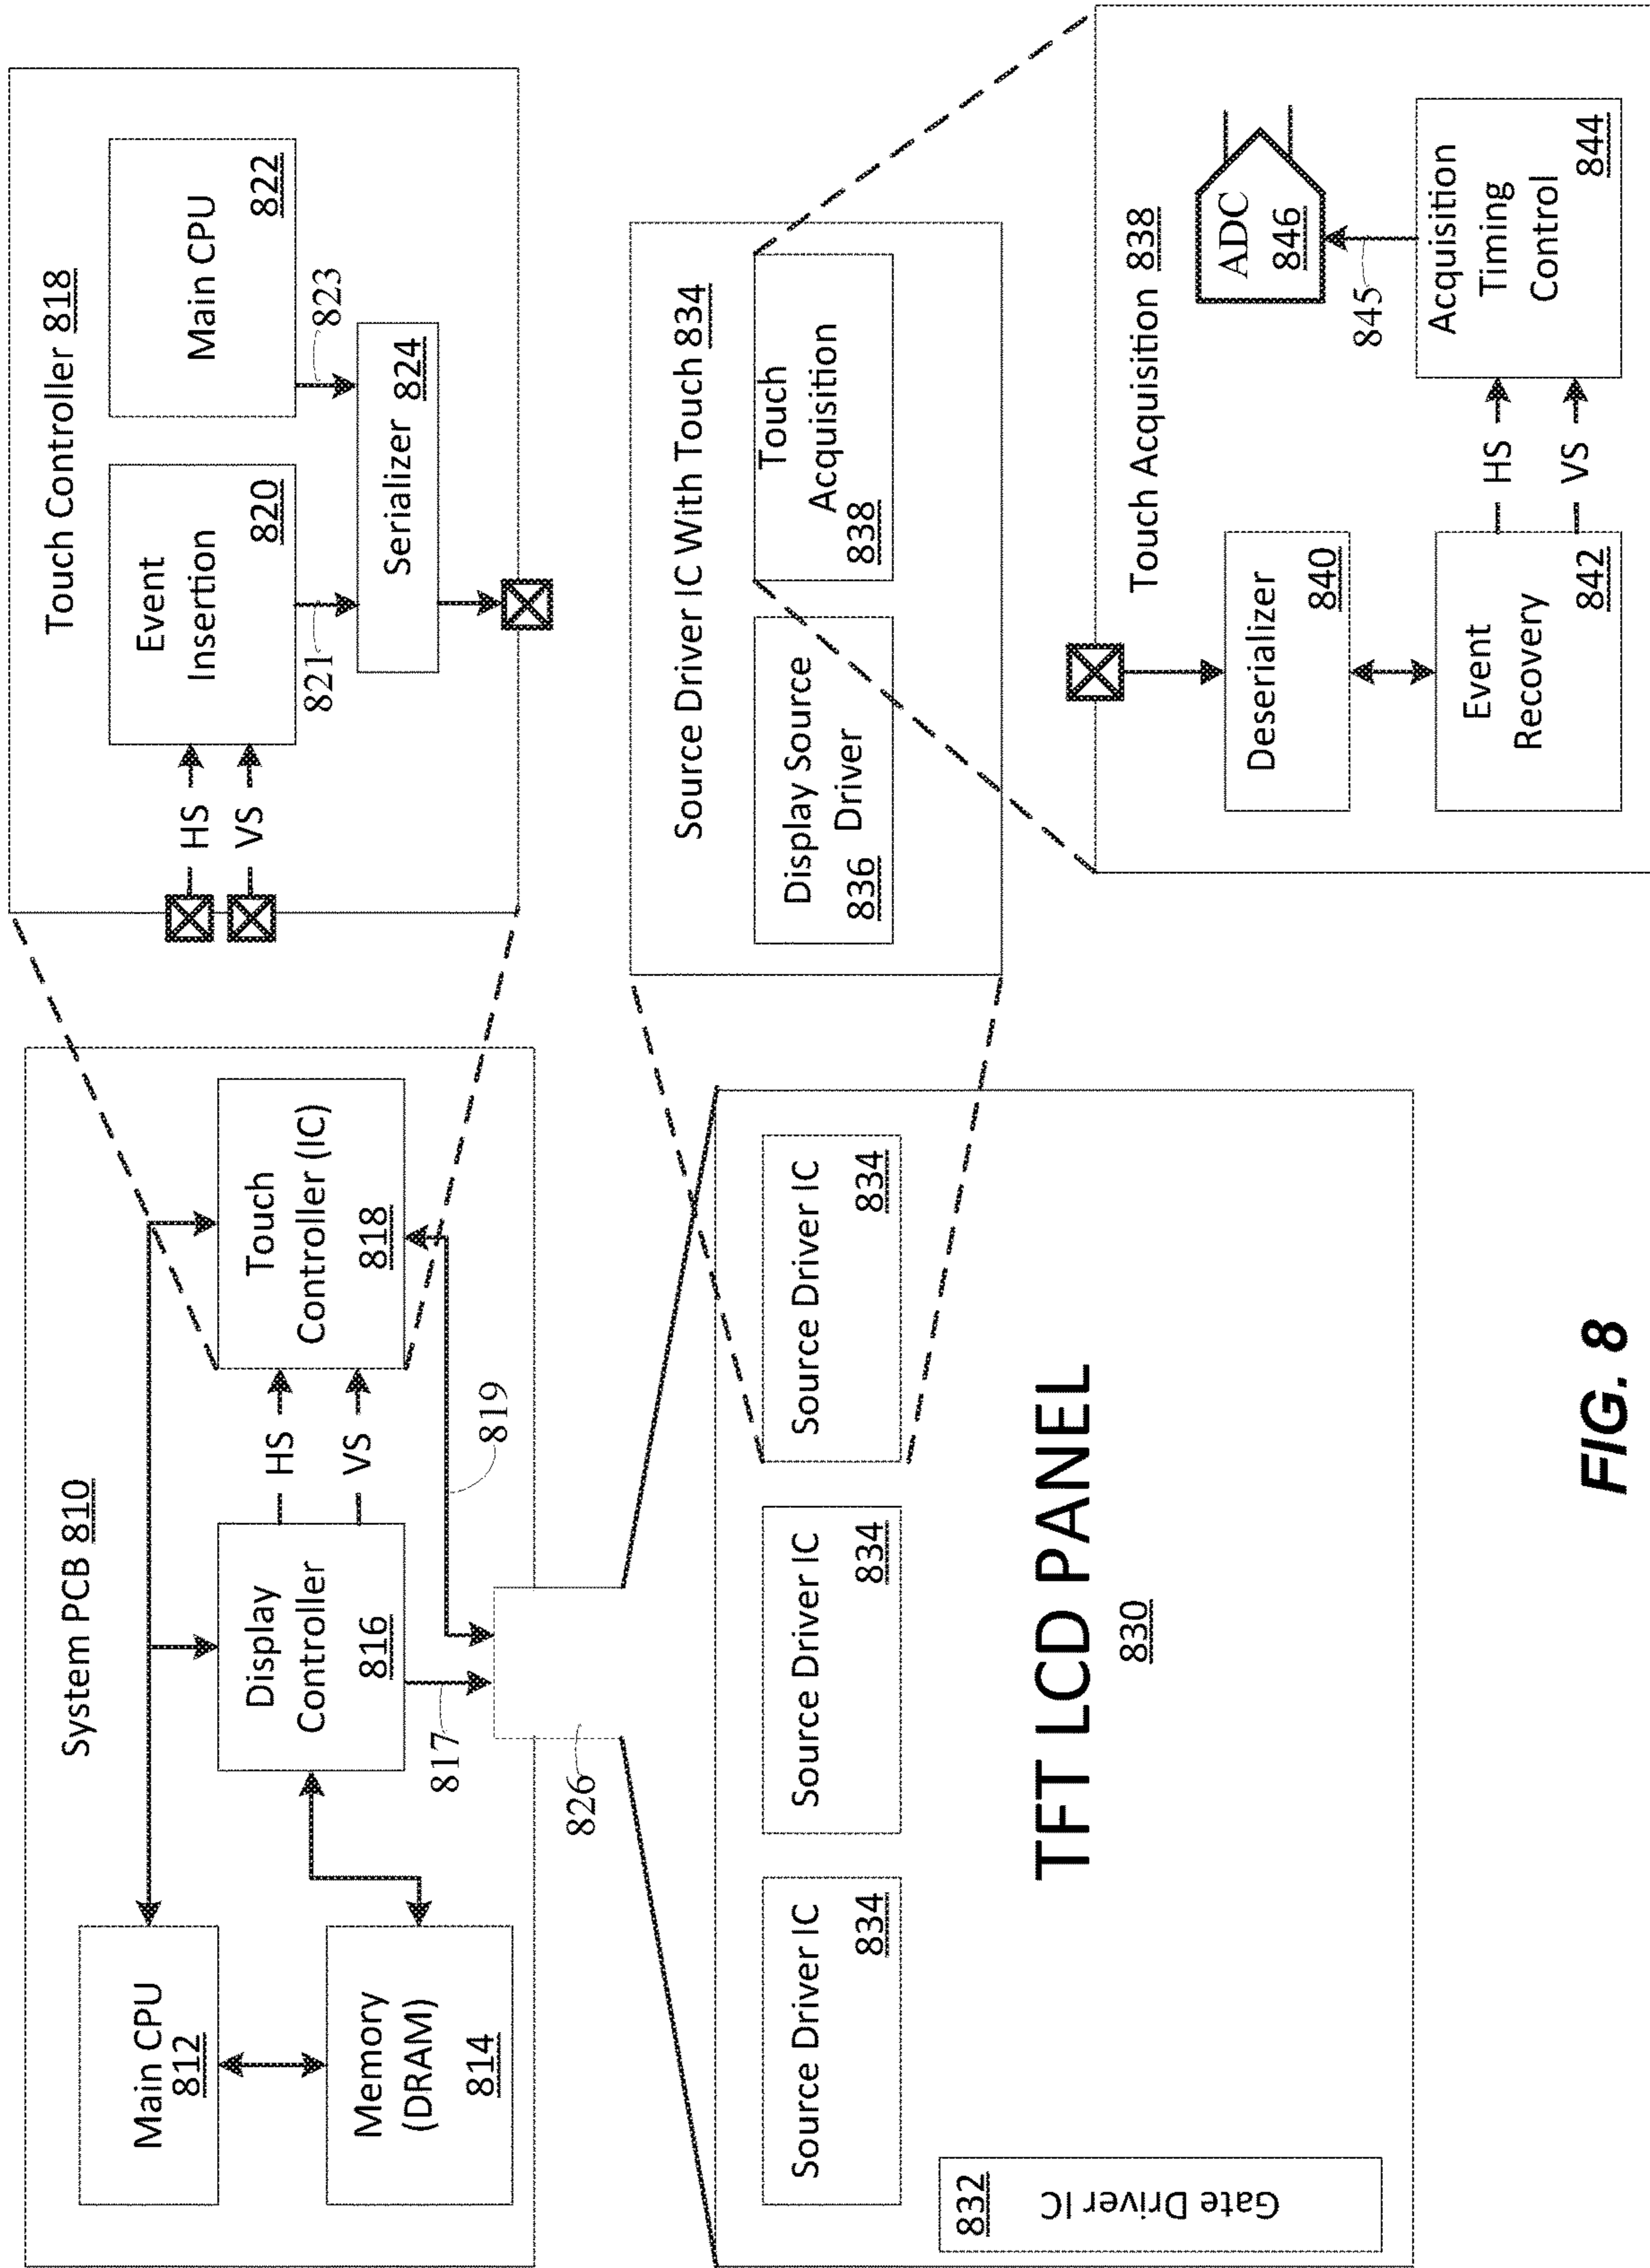 System PCB 810
Main CPU
812
Memory
(DRAM)
814
Display
Controller
816
HS
VS
Touch
Controller (IC)
818
817
819
826
Touch Controller 818
HS
VS
Event
Insertion
820
Main CPU
822
821
823
Serializer 824
Source Driver IC
834
Source Driver IC
834
Source Driver IC
834
Gate Driver IC
832
TFT LCD PANEL
830
Source Driver IC With Touch 834
Display Source
836 Driver
Touch
Acquisition
838
Touch Acquisition 838
Deserializer
840
Event
Recovery
842
HS
VS
ADC
846
845
Acquisition
Timing
Control
844
FIG. 8